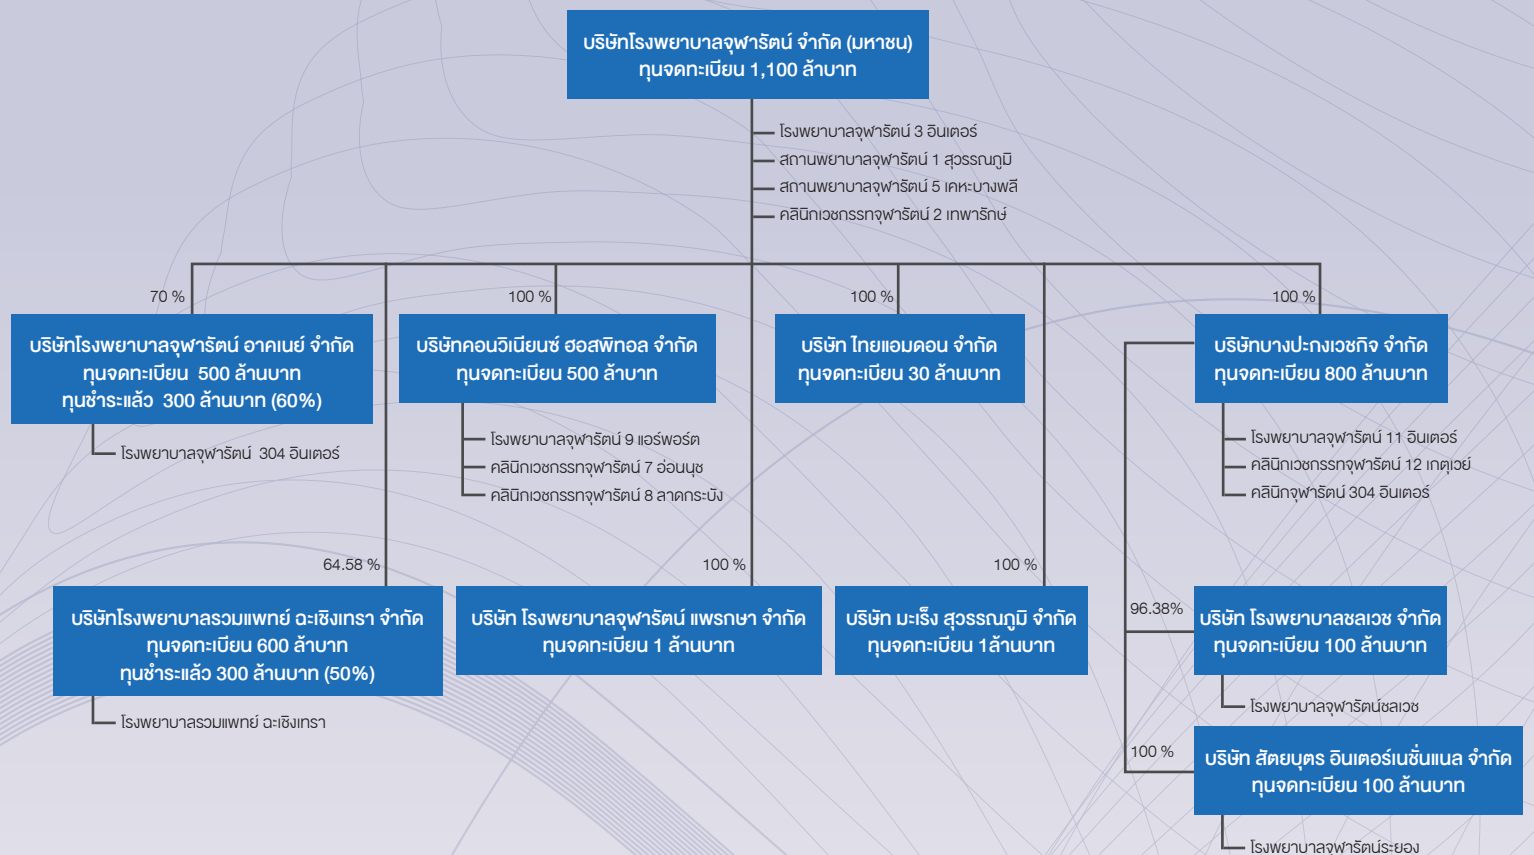 บริษัทโรงพยาบาลจุฬารัตน์ จำกัด (มหาชน)
ทุนจดทะเบียน 1,100 ล้าบาท
โรงพยาบาลจุฬารัตน์ 3 อินเตอร์
สถานพยาบาลจุฬารัตน์ 1 สุวรรณภูมิ
สถานพยาบาลจุฬารัตน์ 5 เคหะบางพลี
คลินิกเวชกรรทจุฬารัตน์ 2 เทพารักษ์
70 %
บริษัทโรงพยาบาลจุฬารัตน์ อาคเนย์ จำกัด
ทุนจดทะเบียน 500 ล้านบาท
ทุนชำระแล้ว 300 ล้านบาท (60%)
โรงพยาบาลจุฬารัตน์ 304 อินเตอร์
100 %
บริษัทคอนวิเนียนซ์ ฮอสพิทอล จำกัด
ทุนจดทะเบียน 500 ล้าบาท
โรงพยาบาลจุฬารัตน์ 9 แอร์พอร์ต
คลินิกเวชกรรทจุฬารัตน์ 7 อ่อนนุช
คลินิกเวชกรรทจุฬารัตน์ 8 ลาดกระบัง
100 %
บริษัท ไทยแอมดอน จำกัด
ทุนจดทะเบียน 30 ล้านบาท
100 %
บริษัทบางปะกงเวชกิจ จำกัด
ทุนจดทะเบียน 800 ล้านบาท
โรงพยาบาลจุฬารัตน์ 11 อินเตอร์
คลินิกเวชกรรทจุฬารัตน์ 12 เกตุเวย์
คลินิกจุฬารัตน์ 304 อินเตอร์
64.58 %
บริษัทโรงพยาบาลรวมแพทย์ ฉะเชิงเทรา จำกัด
ทุนจดทะเบียน 600 ล้าบาท
ทุนชำระแล้ว 300 ล้านบาท (50%)
โรงพยาบาลรวมแพทย์ ฉะเชิงเทรา
100 %
บริษัท โรงพยาบาลจุฬารัตน์ แพรกษา จำกัด
ทุนจดทะเบียน 1 ล้านบาท
100 %
บริษัท มะเร็ง สุวรรณภูมิ จำกัด
ทุนจดทะเบียน 1ล้านบาท
96.38%
บริษัท โรงพยาบาลชลเวช จำกัด
ทุนจดทะเบียน 100 ล้านบาท
โรงพยาบาลจุฬารัตน์ชลเวช
100 %
บริษัท สัตยบุตร อินเตอร์เนชั่นแนล จำกัด
ทุนจดทะเบียน 100 ล้านบาท
โรงพยาบาลจุฬารัตน์ระยอง